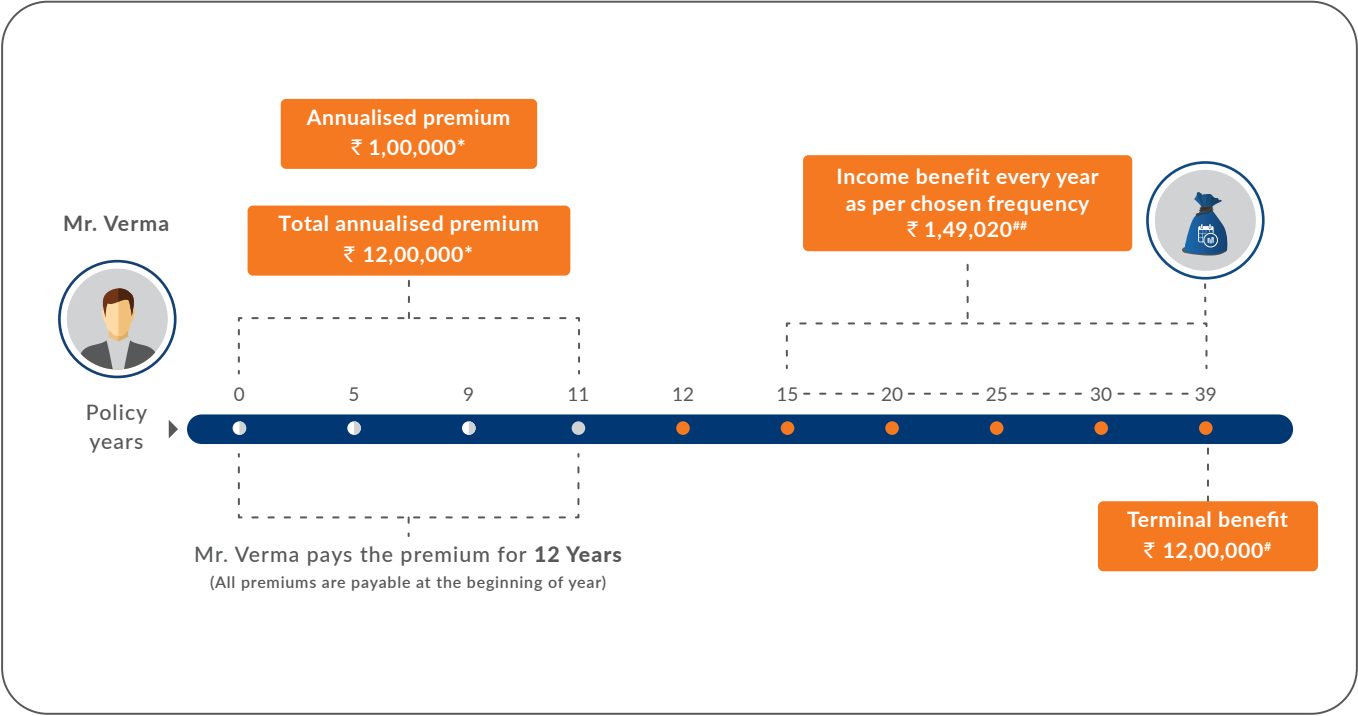 Annualised premium
₹ 1,00,000*
Total annualised premium
₹ 12,00,000*
Income benefit every year
as per chosen frequency
₹ 1,49,020##
Mr. Verma
0 5 9 11 12 15 20 25 30 39
Policy
years
Terminal benefit
₹ 12,00,000#
Mr. Verma pays the premium for 12 Years
(All premiums are payable at the beginning of year)